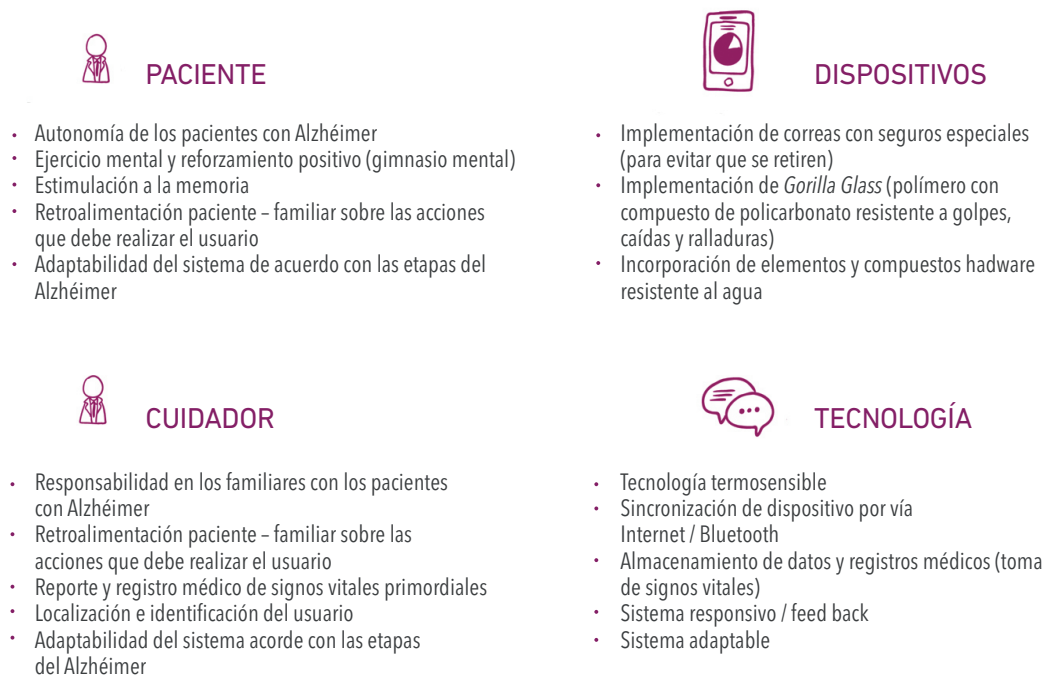 PACIENTE
• Autonomía de los pacientes con Alzhéimer
• Ejercicio mental y reforzamiento positivo (gimnasio mental)
• Estimulación a la memoria
• Retroalimentación paciente – familiar sobre las acciones
que debe realizar el usuario
• Adaptabilidad del sistema de acuerdo con las etapas del
Alzhéimer
DISPOSITIVOS
• Implementación de correas con seguros especiales
(para evitar que se retiren)
• Implementación de Gorilla Glass (polímero con
compuesto de policarbonato resistente a golpes,
caídas y ralladuras)
• Incorporación de elementos y compuestos hadware
resistente al agua
CUIDADOR
• Responsabilidad en los familiares con los pacientes
con Alzhéimer
• Retroalimentación paciente – familiar sobre las
acciones que debe realizar el usuario
• Reporte y registro médico de signos vitales primordiales
• Localización e identificación del usuario
• Adaptabilidad del sistema acorde con las etapas
del Alzhéimer
TECNOLOGÍA
• Tecnología termosensible
• Sincronización de dispositivo por vía
Internet / Bluetooth
• Almacenamiento de datos y registros médicos (toma
de signos vitales)
• Sistema responsivo / feed back
• Sistema adaptable